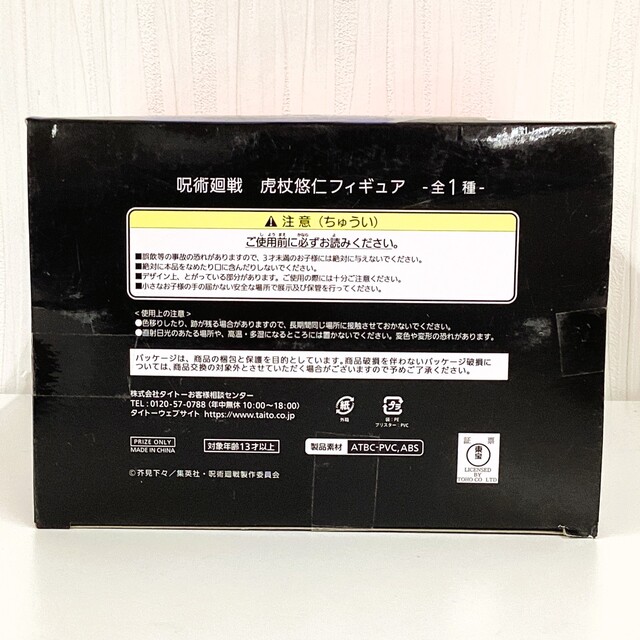 呪術廻戦 虎杖悠仁フィギュア -全1種-
⚠ 注意（ちゅうい）
ご使用前に必ずお読みください。
■誤飲等の事故の恐れがありますので、3才未満のお子様には絶対に与えないでください。
■絶対に本品をなめたり口に含んだりしないでください。
■デザイン上、とがっている部分があります。ご使用の際には十分ご注意ください。
■小さなお子様の手の届かない安全な場所で展示及び保管を行ってください。
<使用上の注意>
●色移りしたり、跡が残る場合がありますので、長期間同じ場所に接触させておかないでください。
●直射日光のあたる場所や、高温・多湿になるところには置かないでください。変色や変形の恐れがあります。
パッケージは、商品の梱包と保護を目的としています。商品破損を伴わないパッケージ破損に
ついては、商品交換の対象外とさせていただく場合がございますので予めご了承ください。
株式会社タイトーお客様相談センター
TEL：0120-57-0788（年中無休 10:00〜18:00）
タイトーウェブサイト https://www.taito.co.jp
紙
外箱
プラ
袋：PE
ブリスター：PVC
PRIZE ONLY
MADE IN CHINA
対象年齢13才以上
製品素材 ATBC-PVC,ABS
©芥見下々／集英社・呪術廻戦製作委員会
証 票
東宝
LICENSED
BY
TOHO CO LTD